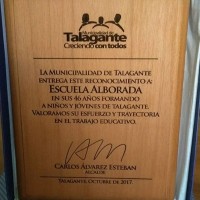 Municipalidad de
Talagante
Creciendo con todos
La Municipalidad de Talagante
entrega este reconocimiento a:
Escuela Alborada
en sus 46 años formando
a niños y jóvenes de Talagante.
Valoramos su esfuerzo y trayectoria
en el trabajo educativo.
Carlos Álvarez Esteban
Alcalde
Talagante, Octubre de 2017.